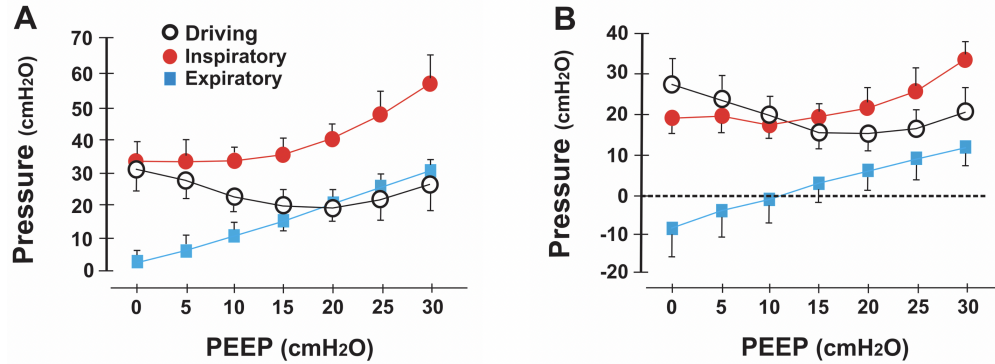 A
B
Driving
Inspiratory
Expiratory
Pressure (cmH2O)
70
60
50
40
30
20
10
0
0 5 10 15 20 25 30
PEEP (cmH2O)
Pressure (cmH2O)
40
30
20
10
0
-10
-20
0 5 10 15 20 25 30
PEEP (cmH2O)